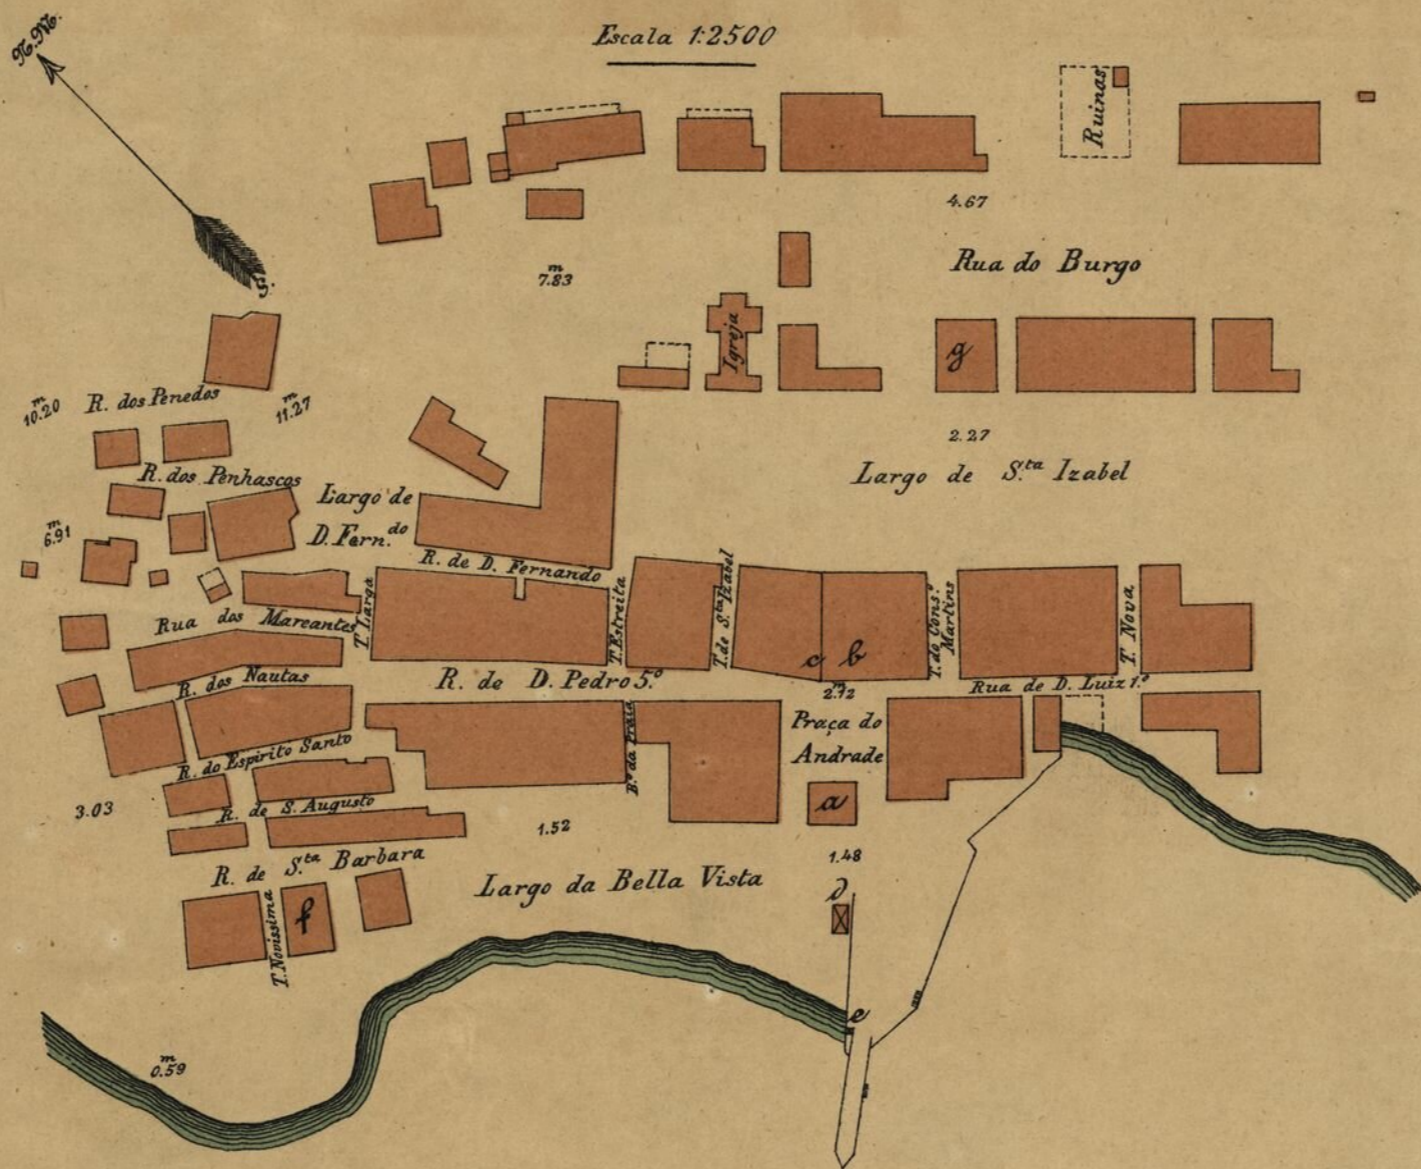 Escala 1:2500
N.M.
S.
Ruinas
4.67
Rua do Burgo
m
7.83
Igreja
g
m
10.20
R. dos Penedos
m
11.27
2.27
Largo de S.ta Izabel
R. dos Penhascos
Largo de
D. Fern.do
m
6.91
R. de D. Fernando
T. Larga
T. Estreita
T. de S.ta Izabel
T. do Cons.o
Martins
T. Nova
Rua dos Mareantes
c b
R. dos Nautas
R. de D. Pedro 5.o
m
2.72
Rua de D. Luiz 1.o
Praça do
Andrade
B.o da Praia
R. do Espirito Santo
a
3.03
R. de S. Augusto
1.52
1.48
R. de S.ta Barbara
Largo da Bella Vista
d
T. Novissima
f
e
m
0.59